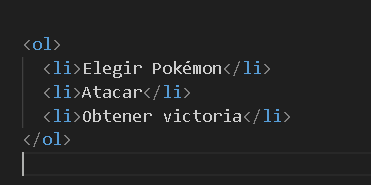 <ol>
<li>Elegir Pokémon</li>
<li>Atacar</li>
<li>Obtener victoria</li>
</ol>